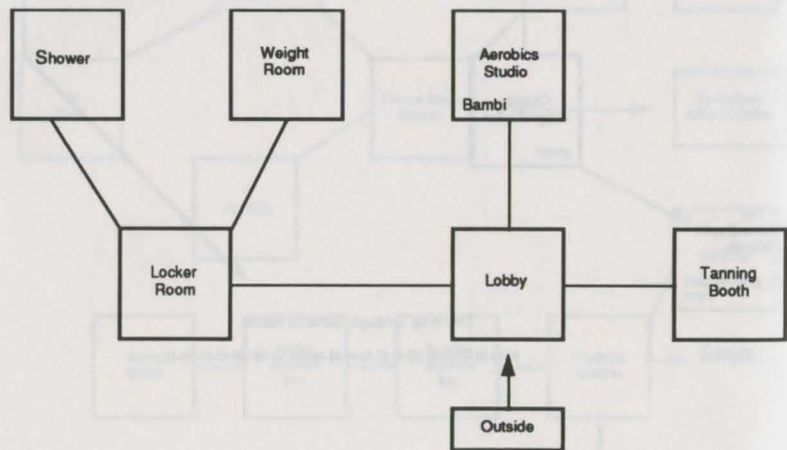 Shower
Weight
Room
Aerobics
Studio
Bambi
Locker
Room
Lobby
Tanning
Booth
Outside